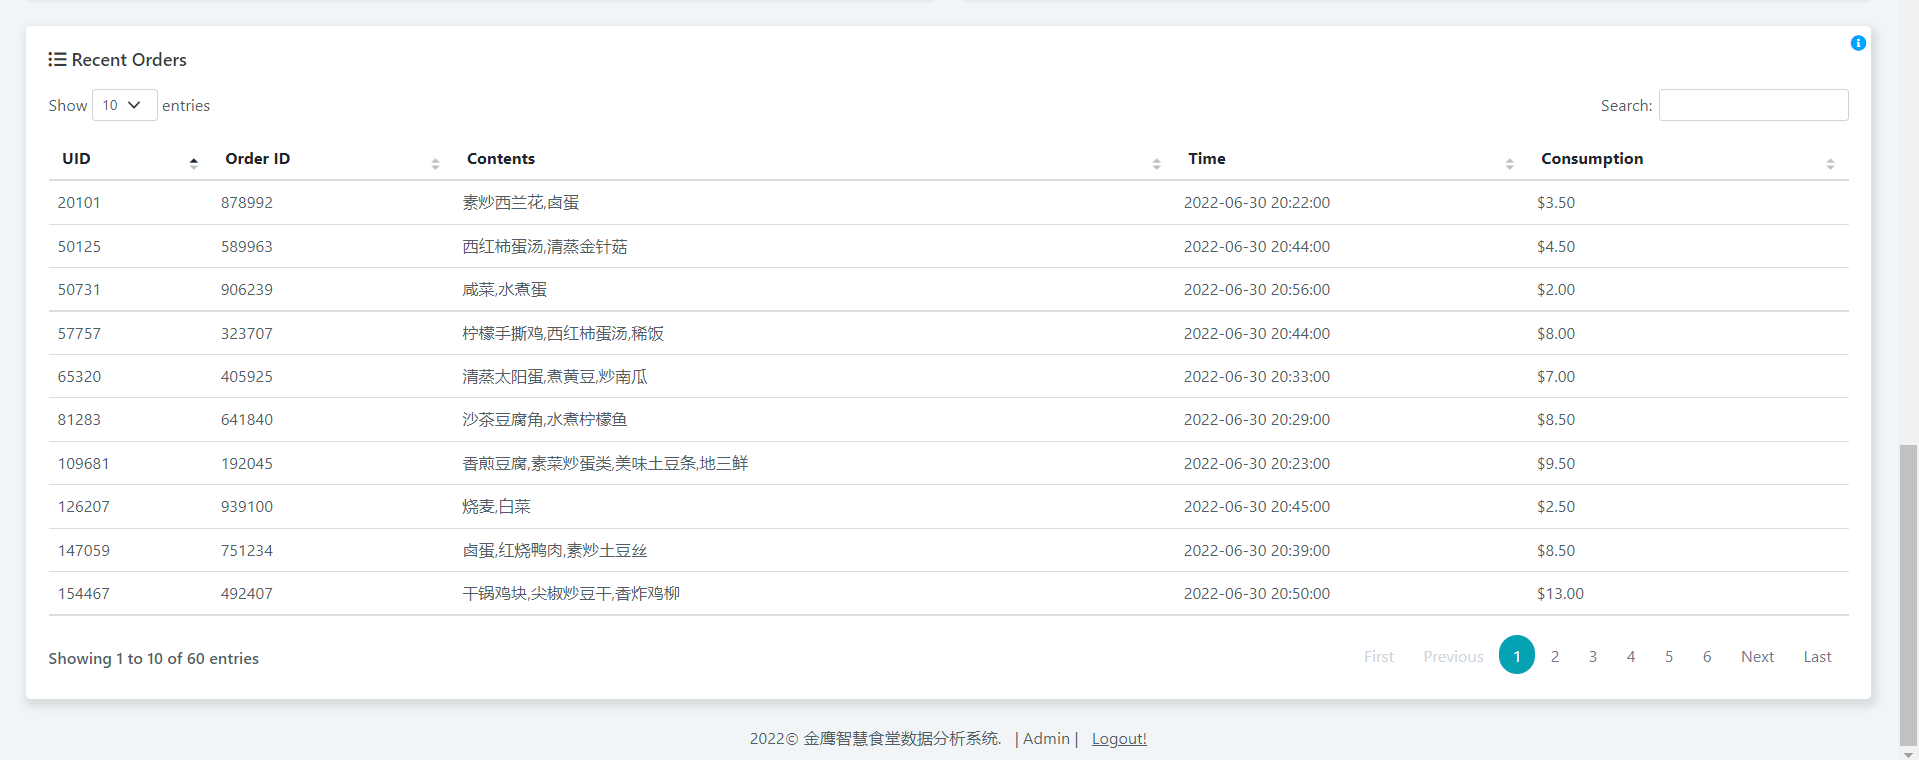 Recent Orders
Show 10 entries Search:
UID Order ID Contents Time Consumption
20101 878992 素炒西兰花,卤蛋 2022-06-30 20:22:00 $3.50
50125 589963 西红柿蛋汤,清蒸金针菇 2022-06-30 20:44:00 $4.50
50731 906239 咸菜,水煮蛋 2022-06-30 20:56:00 $2.00
57757 323707 柠檬手撕鸡,西红柿蛋汤,稀饭 2022-06-30 20:44:00 $8.00
65320 405925 清蒸太阳蛋,煮黄豆,炒南瓜 2022-06-30 20:33:00 $7.00
81283 641840 沙茶豆腐角,水煮柠檬鱼 2022-06-30 20:29:00 $8.50
109681 192045 香煎豆腐,素菜炒蛋类,美味土豆条,地三鲜 2022-06-30 20:23:00 $9.50
126207 939100 烧麦,白菜 2022-06-30 20:45:00 $2.50
147059 751234 卤蛋,红烧鸭肉,素炒土豆丝 2022-06-30 20:39:00 $8.50
154467 492407 干锅鸡块,尖椒炒豆干,香炸鸡柳 2022-06-30 20:50:00 $13.00
Showing 1 to 10 of 60 entries First Previous 1 2 3 4 5 6 Next Last
2022© 金鹰智慧食堂数据分析系统. | Admin | Logout!